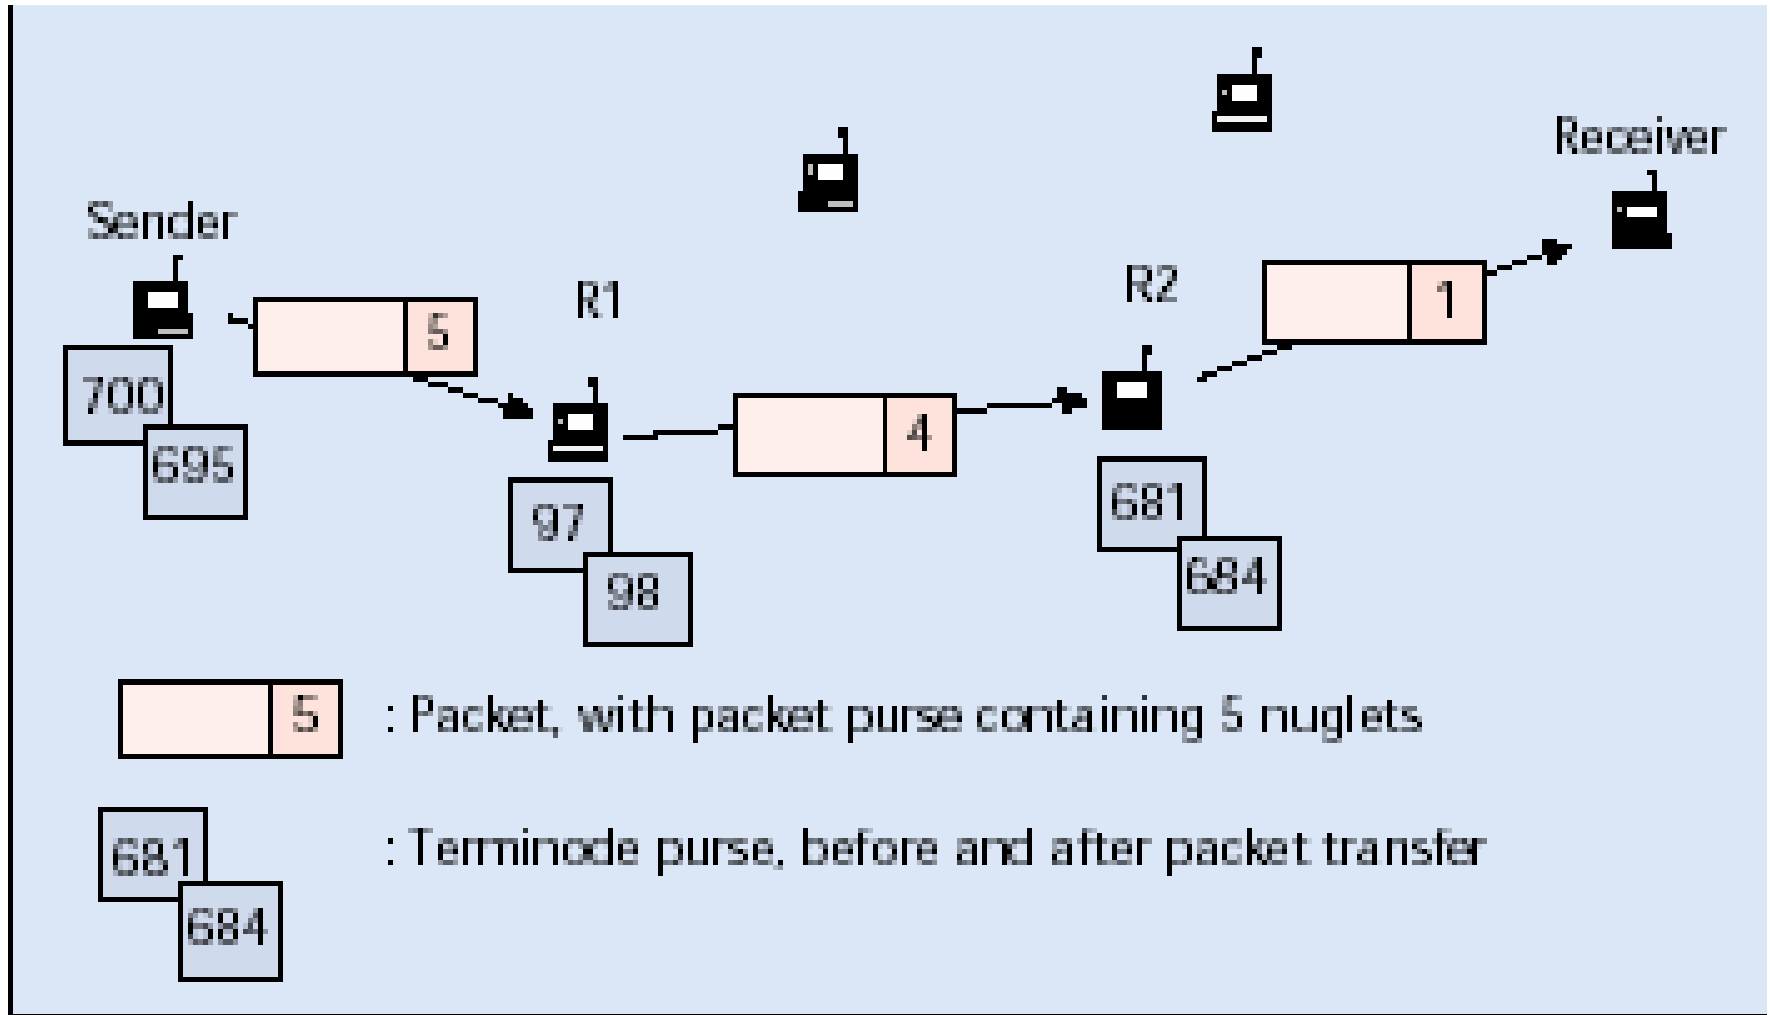 Receiver
Sender
R2
1
R1
5
700
4
695
681
97
684
98
5 : Packet, with packet purse containing 5 nuglets
681 : Terminode purse, before and after packet transfer
684